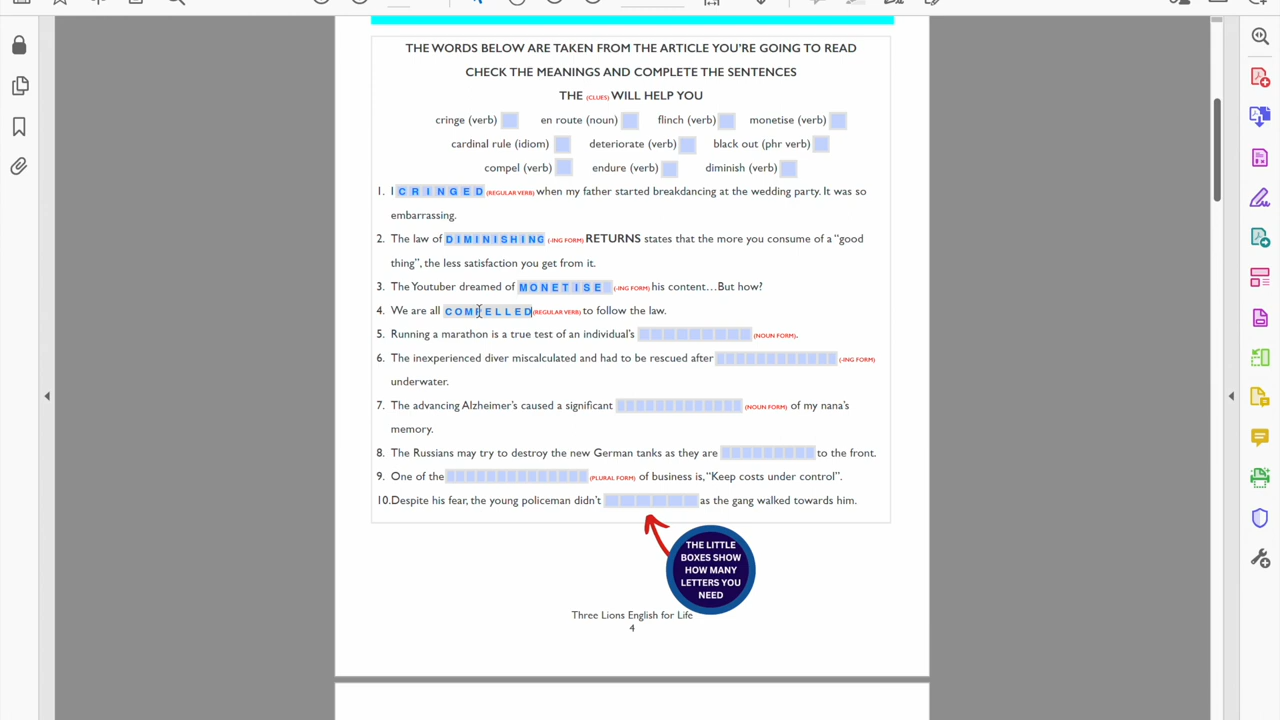 THE WORDS BELOW ARE TAKEN FROM THE ARTICLE YOU'RE GOING TO READ
CHECK THE MEANINGS AND COMPLETE THE SENTENCES
THE (CLUES) WILL HELP YOU
cringe (verb) en route (noun) flinch (verb) monetise (verb)
cardinal rule (idiom) deteriorate (verb) black out (phr verb)
compel (verb) endure (verb) diminish (verb)
1. I CRINGED (REGULAR VERB) when my father started breakdancing at the wedding party. It was so
embarrassing.
2. The law of DIMINISHING (-ING FORM) RETURNS states that the more you consume of a "good
thing", the less satisfaction you get from it.
3. The Youtuber dreamed of MONETISE (-ING FORM) his content...But how?
4. We are all COMPELLED (REGULAR VERB) to follow the law.
5. Running a marathon is a true test of an individual's (NOUN FORM).
6. The inexperienced diver miscalculated and had to be rescued after (-ING FORM)
underwater.
7. The advancing Alzheimer's caused a significant (NOUN FORM) of my nana's
memory.
8. The Russians may try to destroy the new German tanks as they are to the front.
9. One of the (PLURAL FORM) of business is, "Keep costs under control".
10. Despite his fear, the young policeman didn't as the gang walked towards him.
THE LITTLE
BOXES SHOW
HOW MANY
LETTERS YOU
NEED
Three Lions English for Life
4